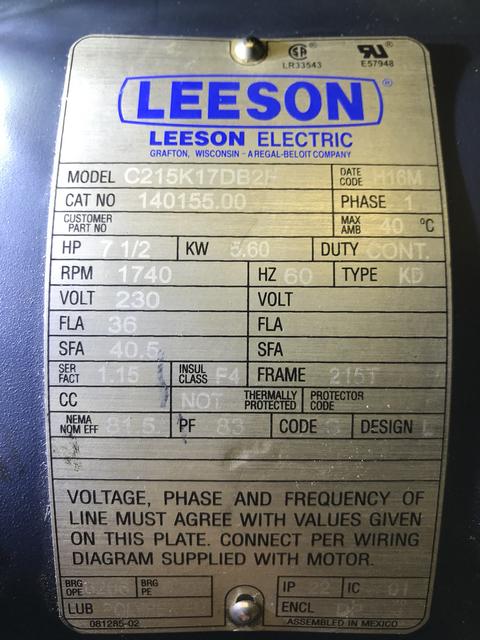 LR33543 E57948
LEESON
LEESON ELECTRIC
GRAFTON, WISCONSIN - A REGAL-BELOIT COMPANY
MODEL C215K17DB2 DATE CODE H16M
CAT NO 140155.00 PHASE 1
CUSTOMER PART NO MAX AMB 40 °C
HP 7 1/2 KW 5.60 DUTY CONT.
RPM 1740 HZ 60 TYPE KD
VOLT 230 VOLT
FLA 36 FLA
SFA 40.5 SFA
SER FACT 1.15 INSUL CLASS F4 FRAME 215T
CC NOT THERMALLY PROTECTED PROTECTOR CODE
NEMA NOM EFF 81.5 PF 83 CODE G DESIGN L
VOLTAGE, PHASE AND FREQUENCY OF
LINE MUST AGREE WITH VALUES GIVEN
ON THIS PLATE. CONNECT PER WIRING
DIAGRAM SUPPLIED WITH MOTOR.
BRG OPE 6206 BRG PE IP 22 IC 01
LUB ENCL DP
081285-02 ASSEMBLED IN MEXICO